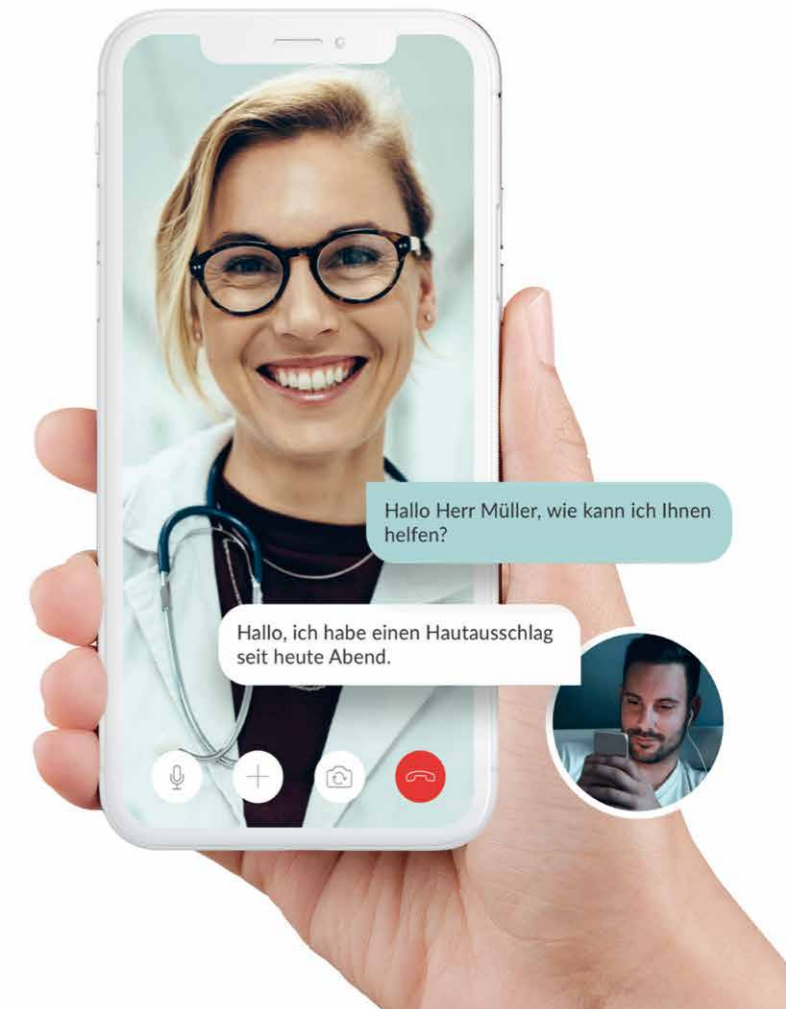 Hallo Herr Müller, wie kann ich Ihnen
helfen?
Hallo, ich habe einen Hautausschlag
seit heute Abend.